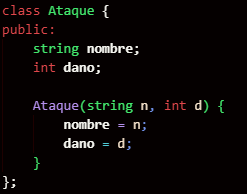 class Ataque {
public:
    string nombre;
    int dano;

    Ataque(string n, int d) {
        nombre = n;
        dano = d;
    }
};